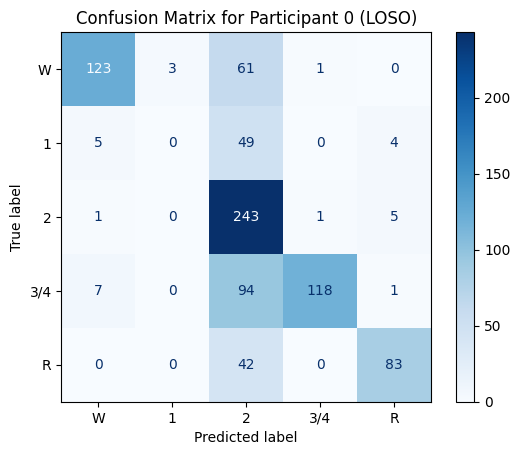 Confusion Matrix for Participant 0 (LOSO)
True label
W 123 3 61 1 0
1 5 0 49 0 4
2 1 0 243 1 5
3/4 7 0 94 118 1
R 0 0 42 0 83
W 1 2 3/4 R
Predicted label
200
150
100
50
0